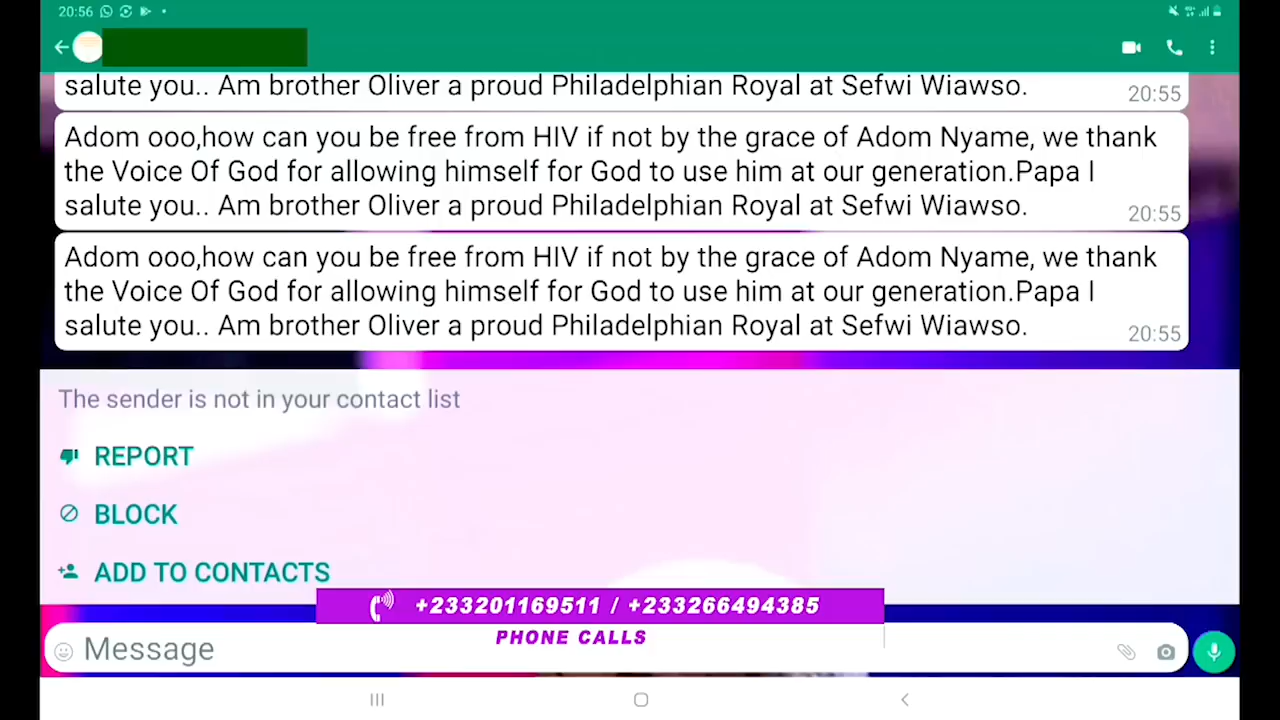 20:56
salute you.. Am brother Oliver a proud Philadelphian Royal at Sefwi Wiawso.
20:55
Adom ooo,how can you be free from HIV if not by the grace of Adom Nyame, we thank
the Voice Of God for allowing himself for God to use him at our generation.Papa I
salute you.. Am brother Oliver a proud Philadelphian Royal at Sefwi Wiawso.
20:55
Adom ooo,how can you be free from HIV if not by the grace of Adom Nyame, we thank
the Voice Of God for allowing himself for God to use him at our generation.Papa I
salute you.. Am brother Oliver a proud Philadelphian Royal at Sefwi Wiawso.
20:55
The sender is not in your contact list
REPORT
BLOCK
ADD TO CONTACTS
+233201169511 / +233266494385
PHONE CALLS
Message